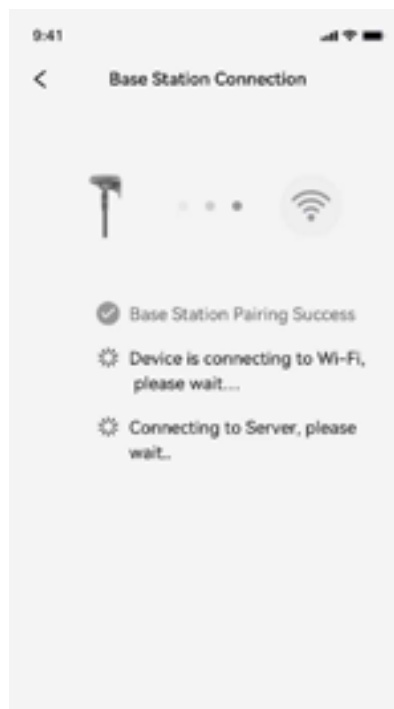 9:41
Base Station Connection
Base Station Pairing Success
Device is connecting to Wi-Fi,
please wait....
Connecting to Server, please
wait..